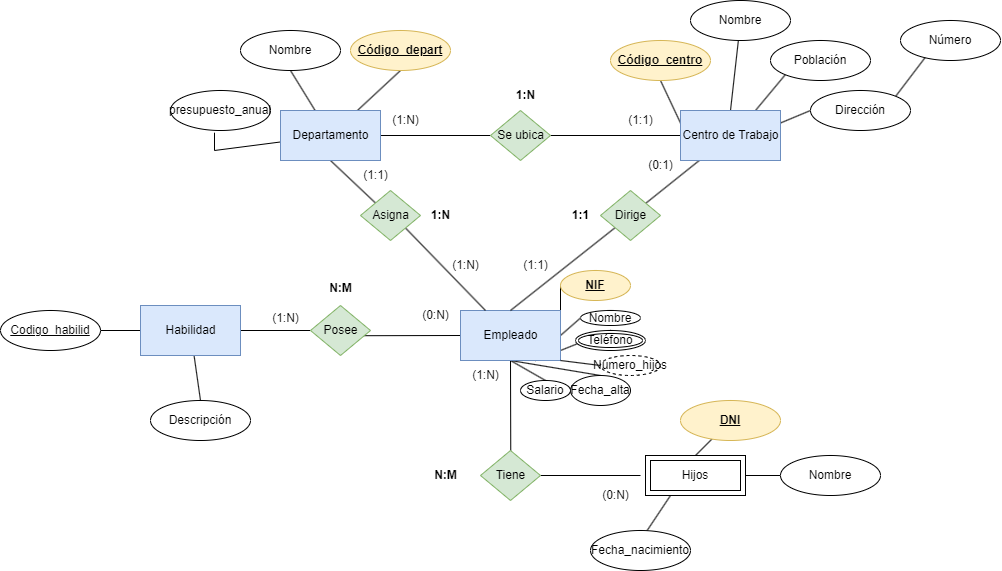 Nombre
Número
Nombre
Código_depart
Código_centro
Población
1:N
presupuesto_anual
Dirección
(1:N)
(1:1)
Departamento
Se ubica
Centro de Trabajo
(0:1)
(1:1)
Asigna
1:N
1:1
Dirige
(1:N)
(1:1)
NIF
N:M
(1:N)
(0:N)
Nombre
Codigo_habilid
Habilidad
Posee
Empleado
Teléfono
Número_hijos
(1:N)
Salario
Fecha_alta
Descripción
DNI
N:M
Tiene
Hijos
Nombre
(0:N)
Fecha_nacimiento